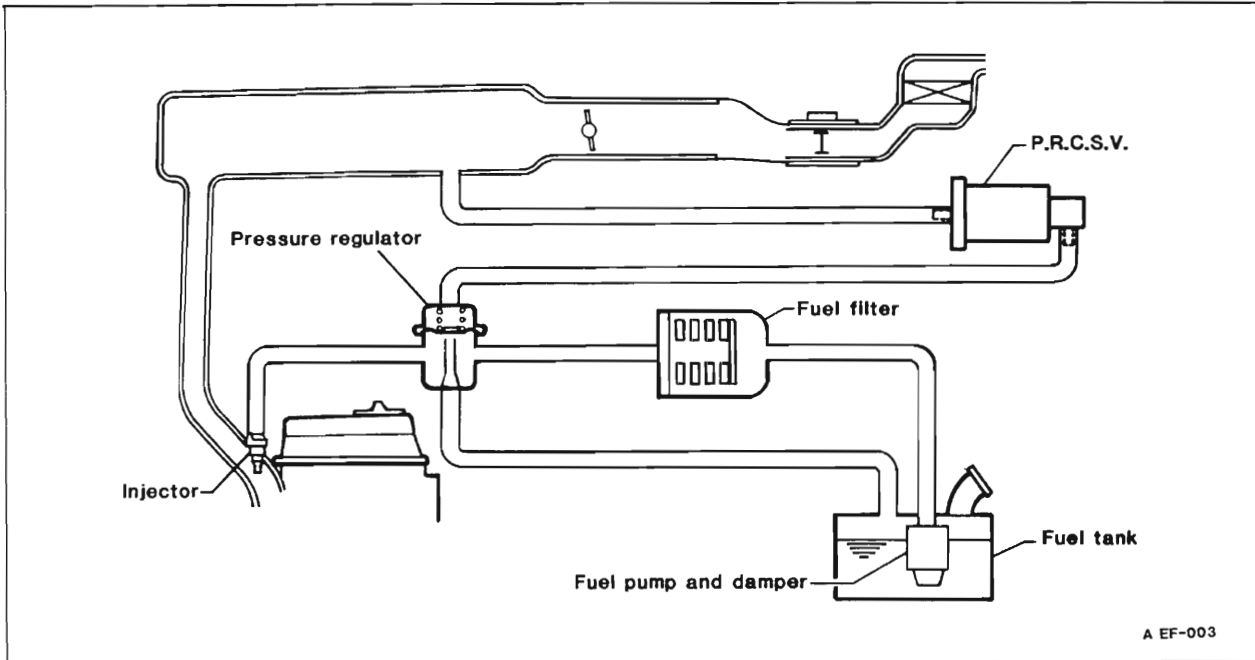 P.R.C.S.V.
Pressure regulator
Fuel filter
Injector
Fuel tank
Fuel pump and damper
A EF-003